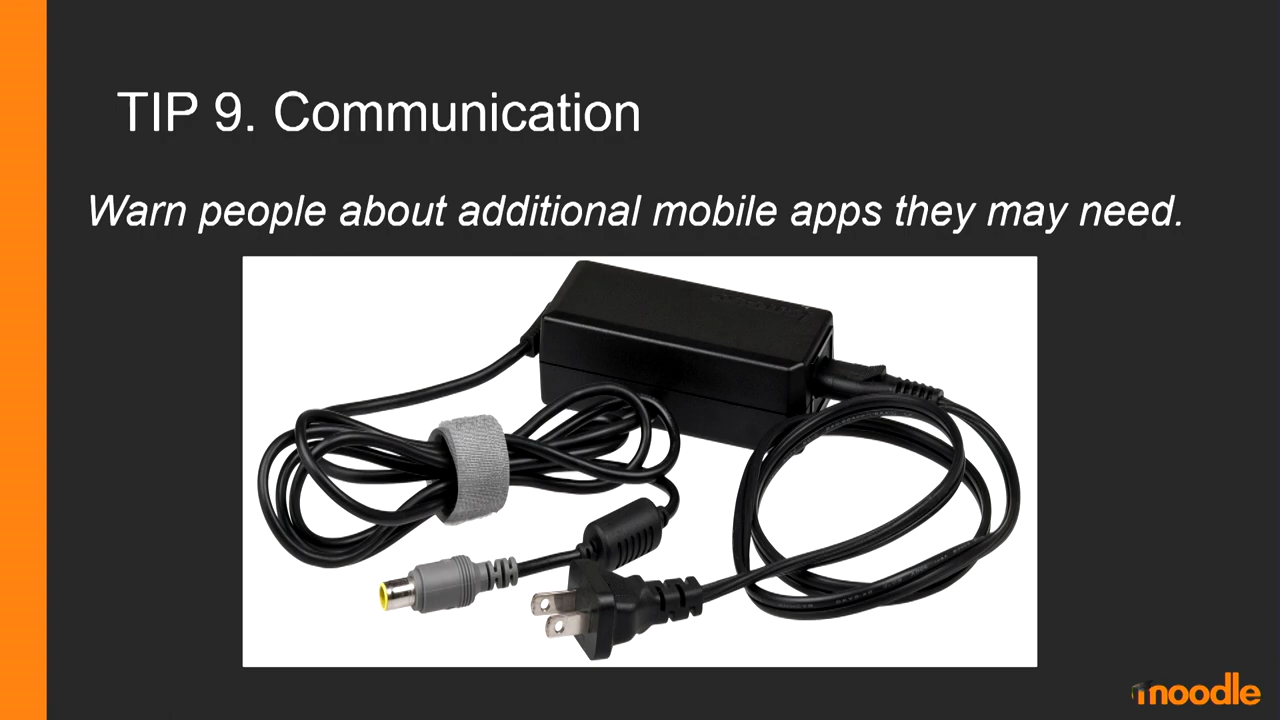 TIP 9. Communication
Warn people about additional mobile apps they may need.
moodle